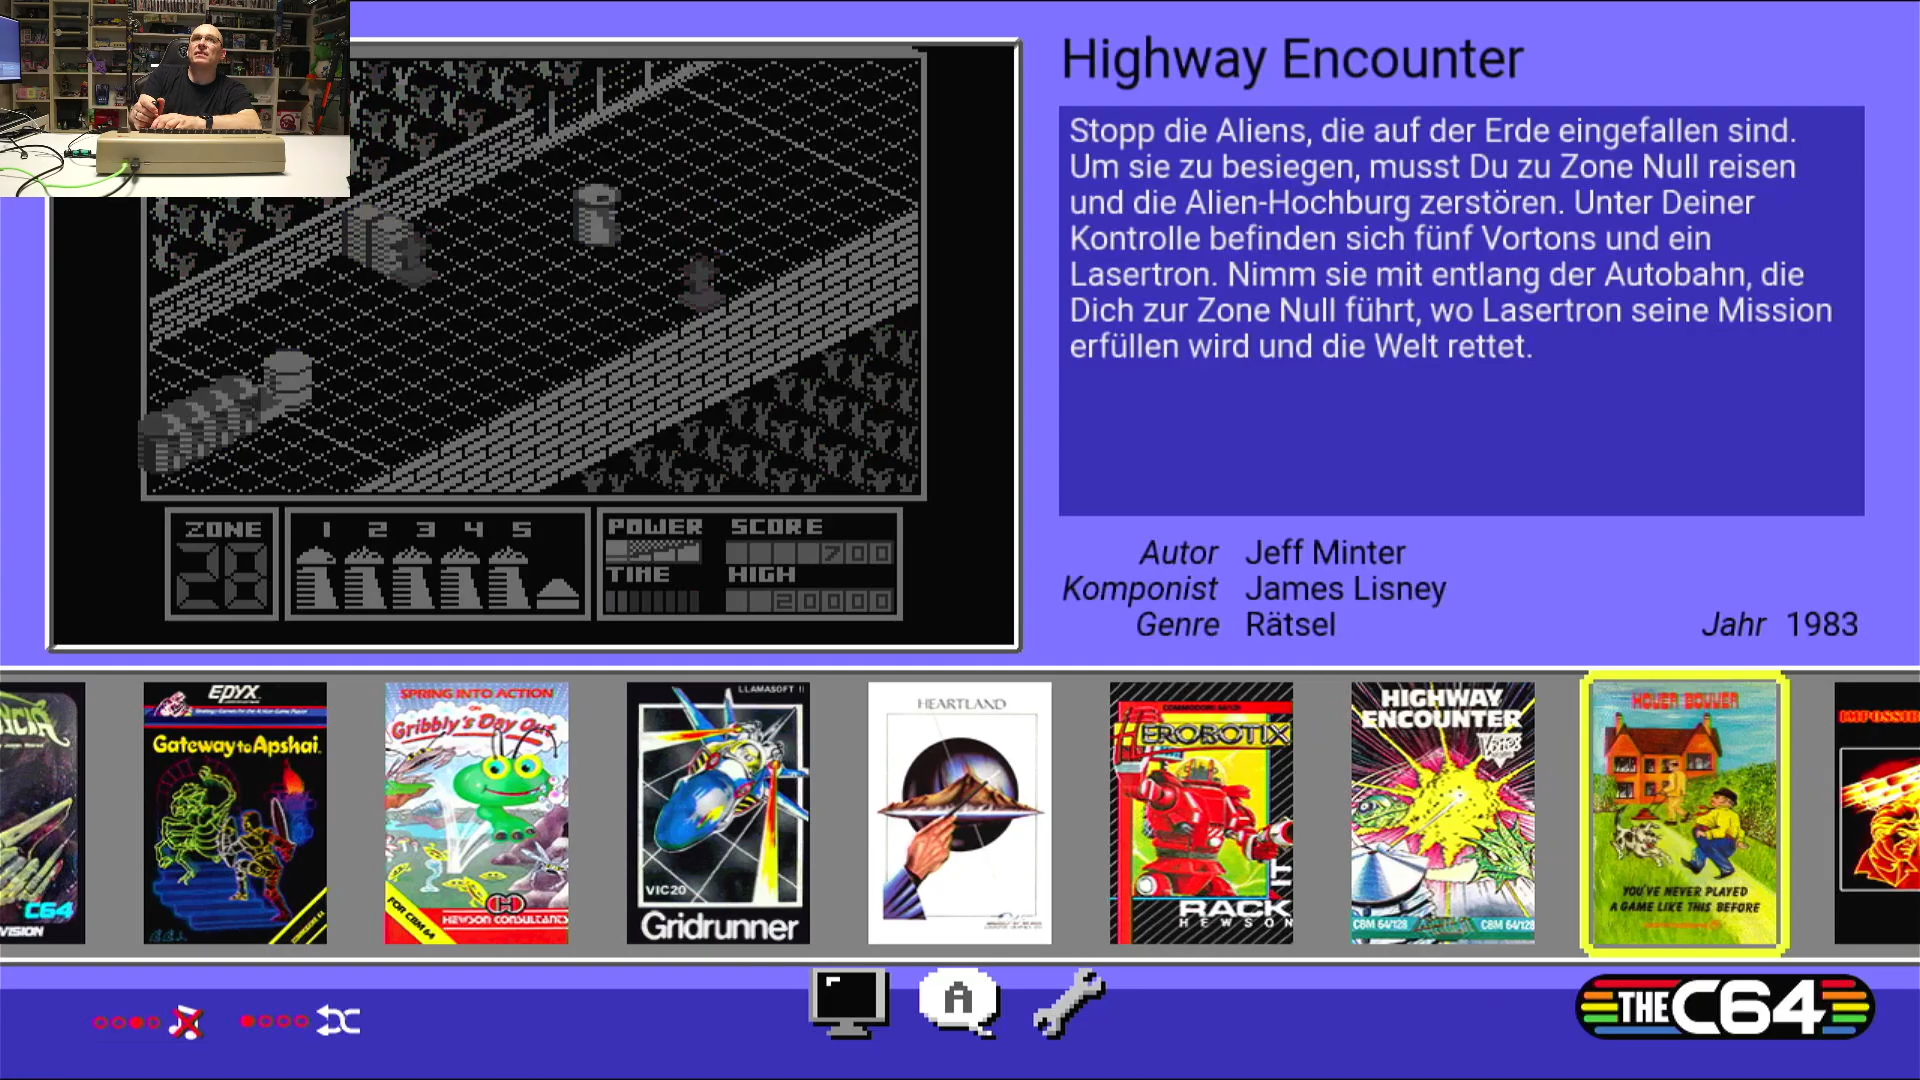 Highway Encounter
Stopp die Aliens, die auf der Erde eingefallen sind.
Um sie zu besiegen, musst Du zu Zone Null reisen
und die Alien-Hochburg zerstören. Unter Deiner
Kontrolle befinden sich fünf Vortons und ein
Lasertron. Nimm sie mit entlang der Autobahn, die
Dich zur Zone Null führt, wo Lasertron seine Mission
erfüllen wird und die Welt rettet.
ZONE
28
1 2 3 4 5
POWER SCORE
700
TIME HIGH
20000
Autor Jeff Minter
Komponist James Lisney
Genre Rätsel
Jahr 1983
C64
VISION
EPYX
Gateway to Apshai
SPRING INTO ACTION
Gribbly's Day Out
FOR CBM 64
HEWSON CONSULTANTS
LLAMASOFT
VIC20
Gridrunner
HEARTLAND
COMMODORE 64/128
HEROBOTIX
RACK
HEWSON
HIGHWAY
ENCOUNTER
Vortex
CBM 64/128
CBM 64/128
HOVER BOVVER
YOU'VE NEVER PLAYED
A GAME LIKE THIS BEFORE
A
THEC64